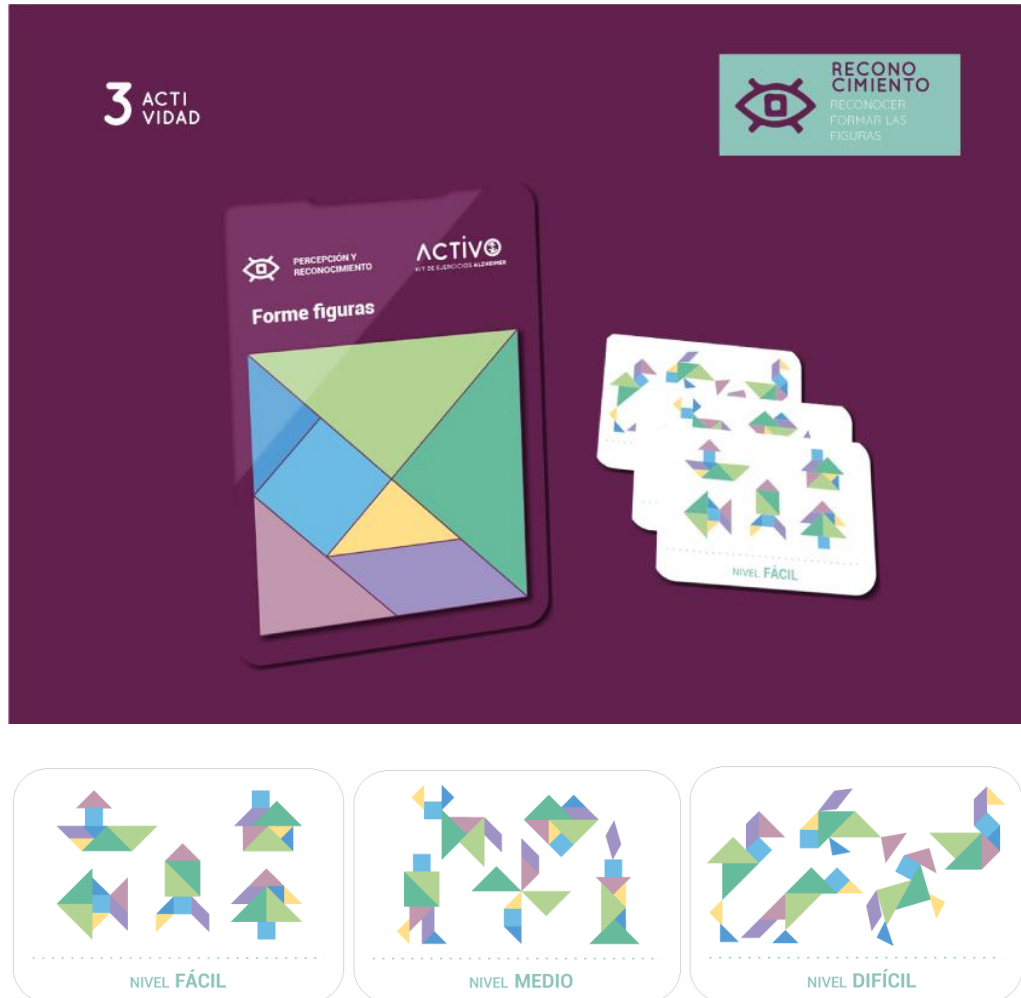 3 ACTI
VIDAD
RECONO
CIMIENTO
RECONOCER
FORMAR LAS
FIGURAS
PERCEPCIÓN Y
RECONOCIMIENTO
ACTIVO
KIT DE EJERCICIOS ALZHEIMER
Forme figuras
NIVEL FÁCIL
NIVEL FÁCIL
NIVEL MEDIO
NIVEL DIFÍCIL